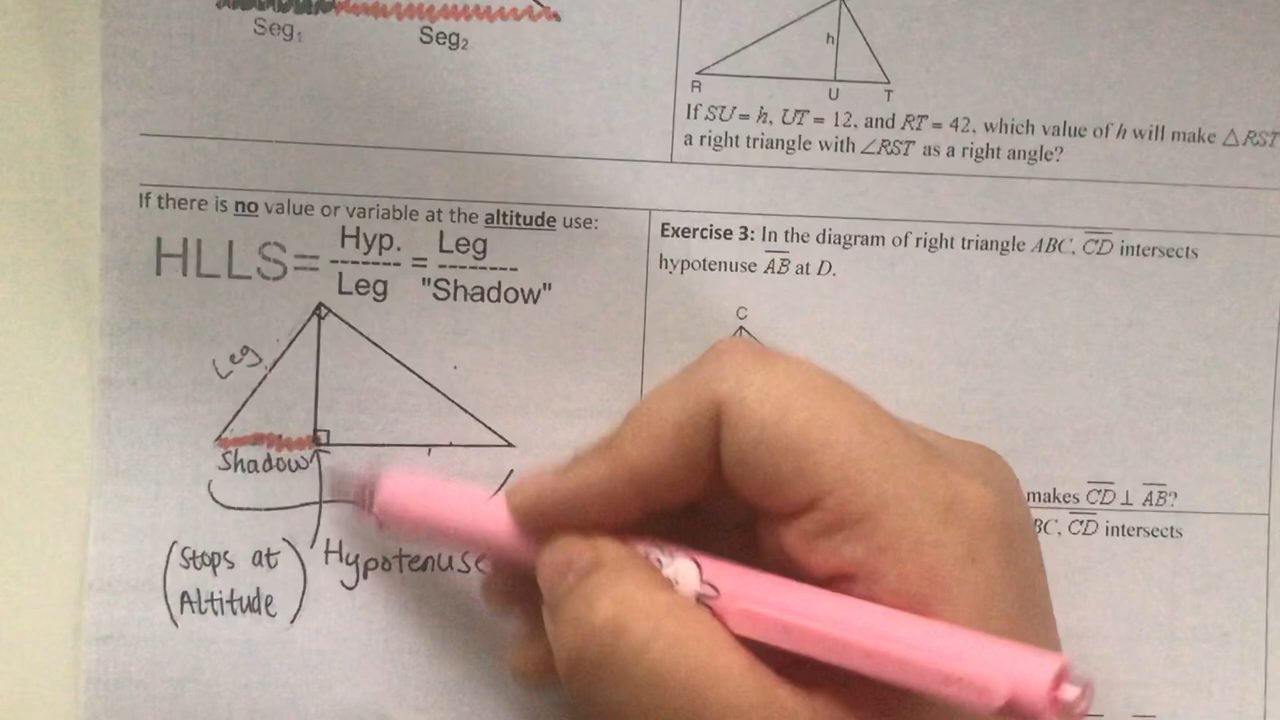 Seg₁
Seg₂
h
R
U
T
If SU = h, UT = 12, and RT = 42, which value of h will make △RST
a right triangle with ∠RST as a right angle?
If there is no value or variable at the altitude use:
HLLS= Hyp. / Leg = Leg / "Shadow"
Leg
Shadow
(Stops at
Altitude)
Hypotenuse
Exercise 3: In the diagram of right triangle ABC, CD intersects
hypotenuse AB at D.
C
makes CD ⊥ AB?
BC, CD intersects